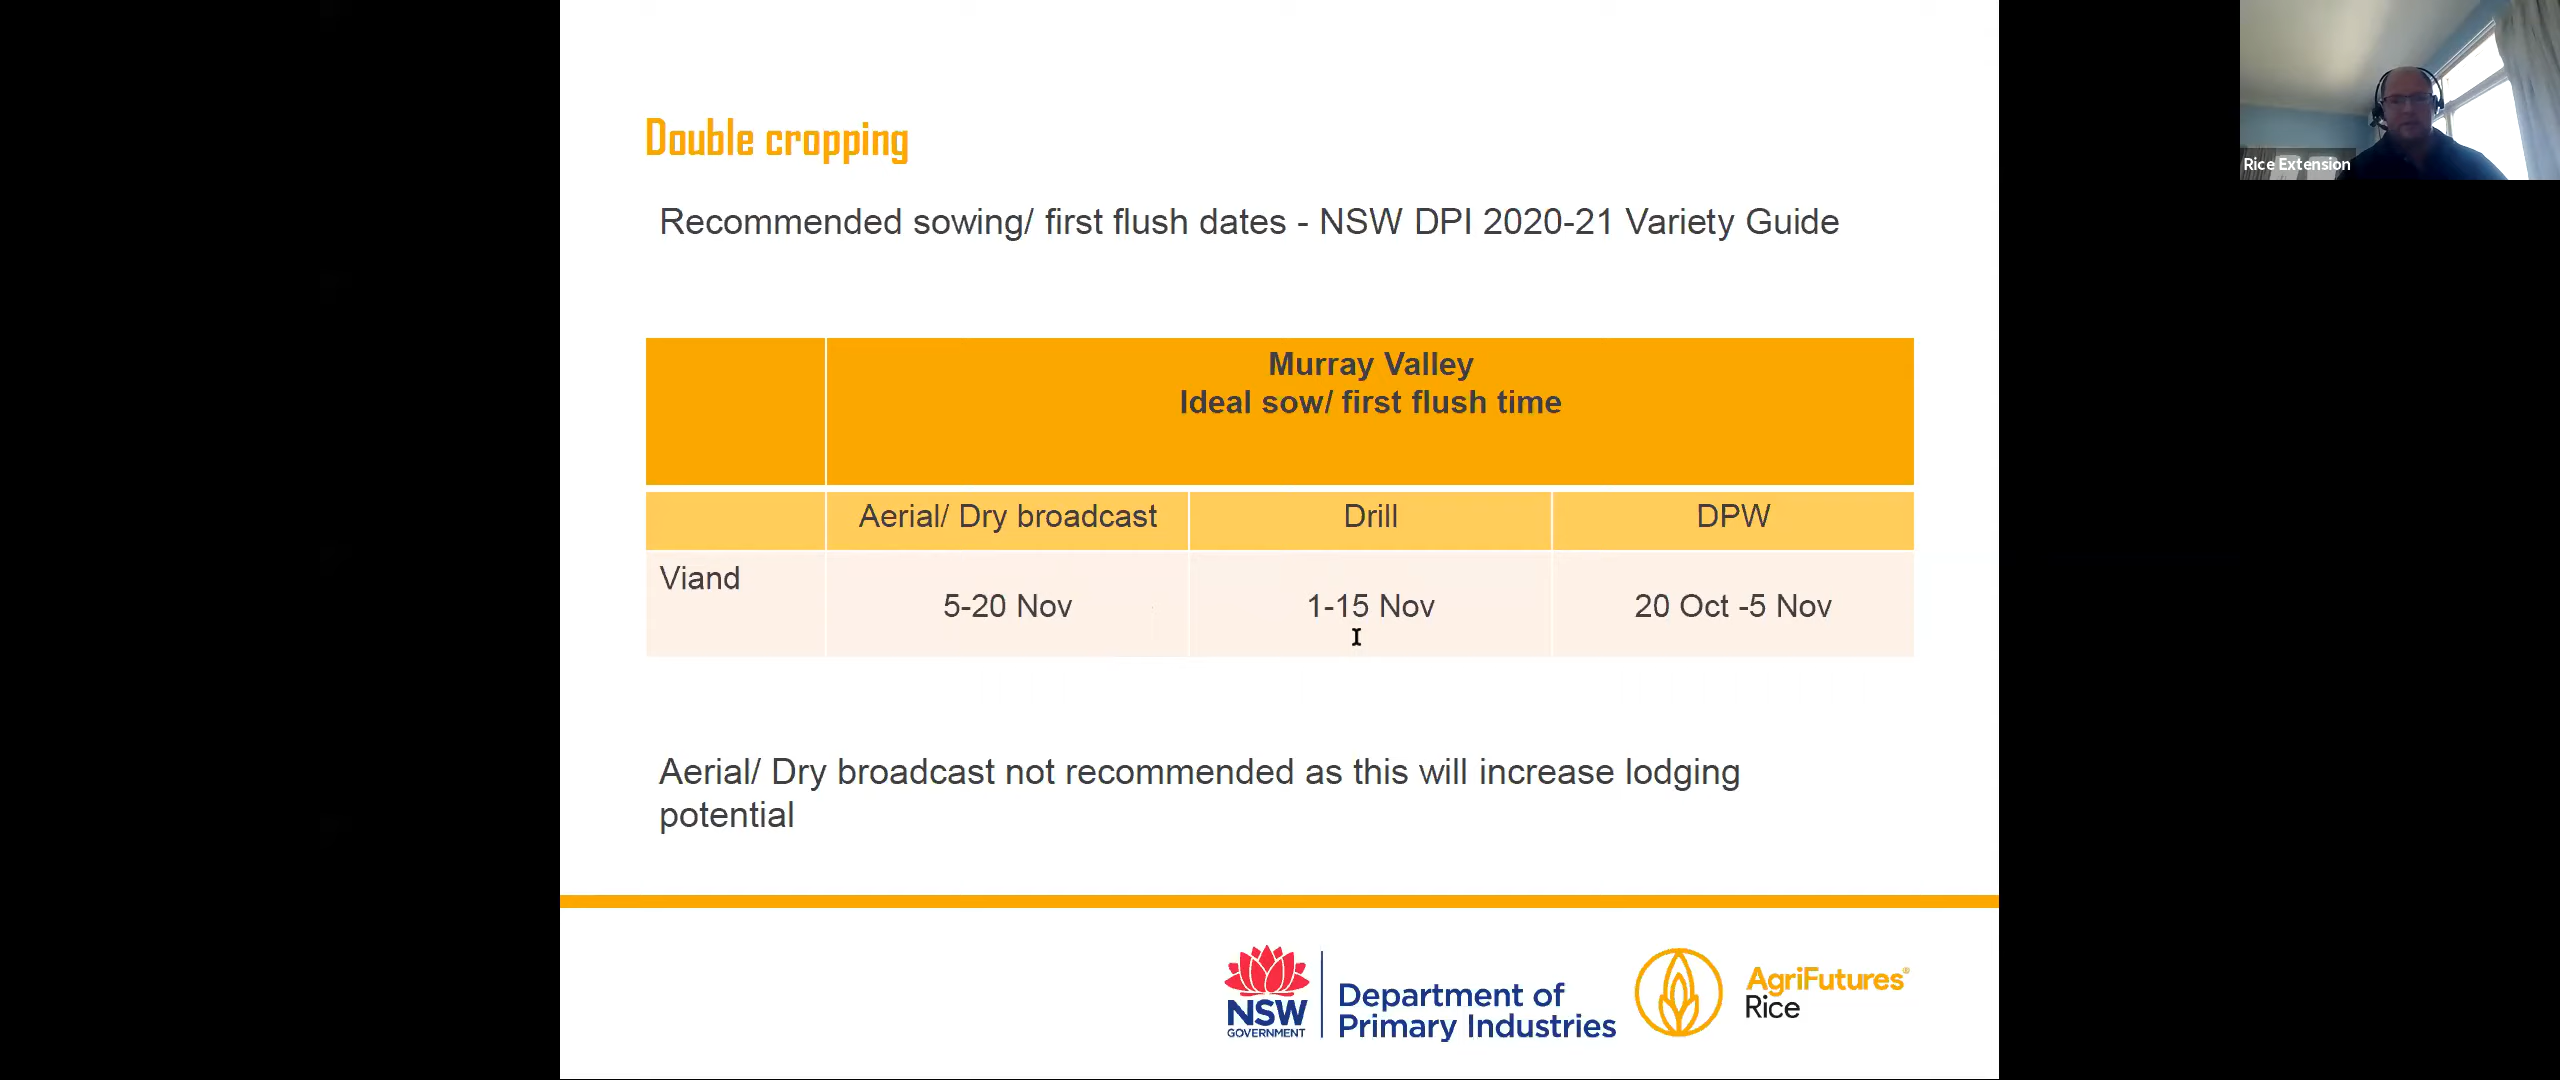 Rice Extension
Double cropping
Recommended sowing/ first flush dates - NSW DPI 2020-21 Variety Guide
Murray Valley
Ideal sow/ first flush time
Aerial/ Dry broadcast Drill DPW
Viand
5-20 Nov 1-15 Nov 20 Oct -5 Nov
Aerial/ Dry broadcast not recommended as this will increase lodging
potential
NSW
GOVERNMENT
Department of
Primary Industries
AgriFutures®
Rice